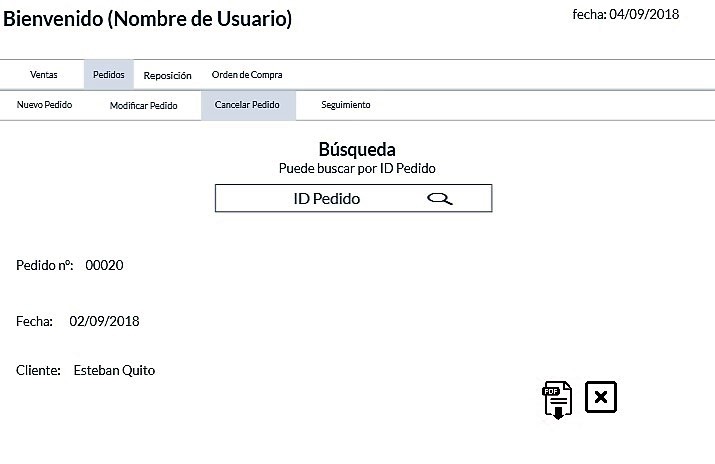 Bienvenido (Nombre de Usuario)
fecha: 04/09/2018
Ventas Pedidos Reposición Orden de Compra
Nuevo Pedido Modificar Pedido Cancelar Pedido Seguimiento
Búsqueda
Puede buscar por ID Pedido
ID Pedido
Pedido nº: 00020
Fecha: 02/09/2018
Cliente: Esteban Quito
PDF